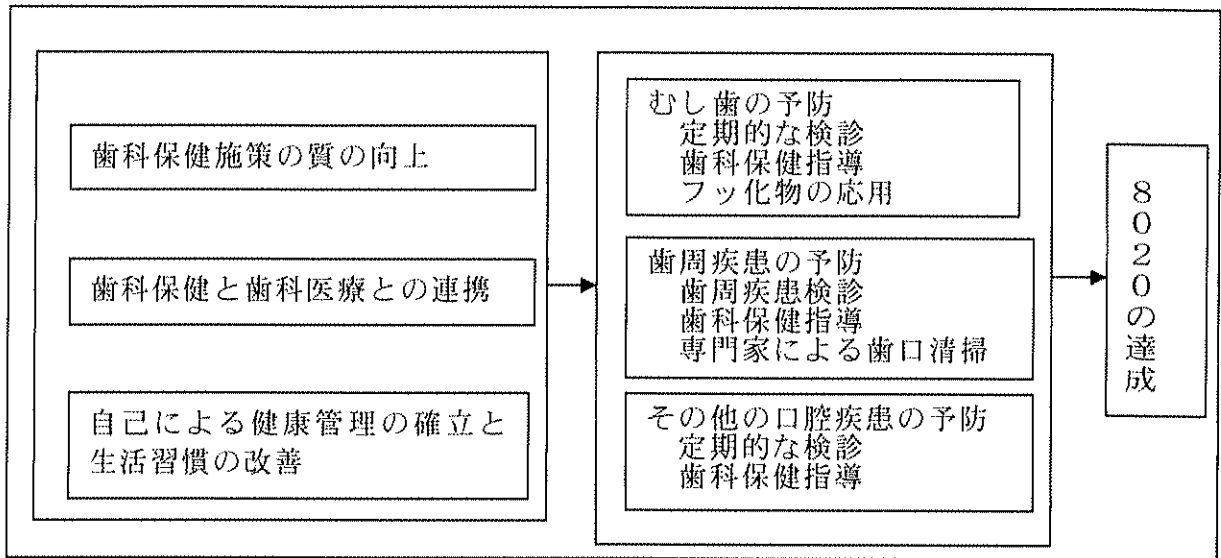 歯科保健施策の質の向上
歯科保健と歯科医療との連携
自己による健康管理の確立と
生活習慣の改善
むし歯の予防
定期的な検診
歯科保健指導
フッ化物の応用
歯周疾患の予防
歯周疾患検診
歯科保健指導
専門家による歯口清掃
その他の口腔疾患の予防
定期的な検診
歯科保健指導
8020の達成